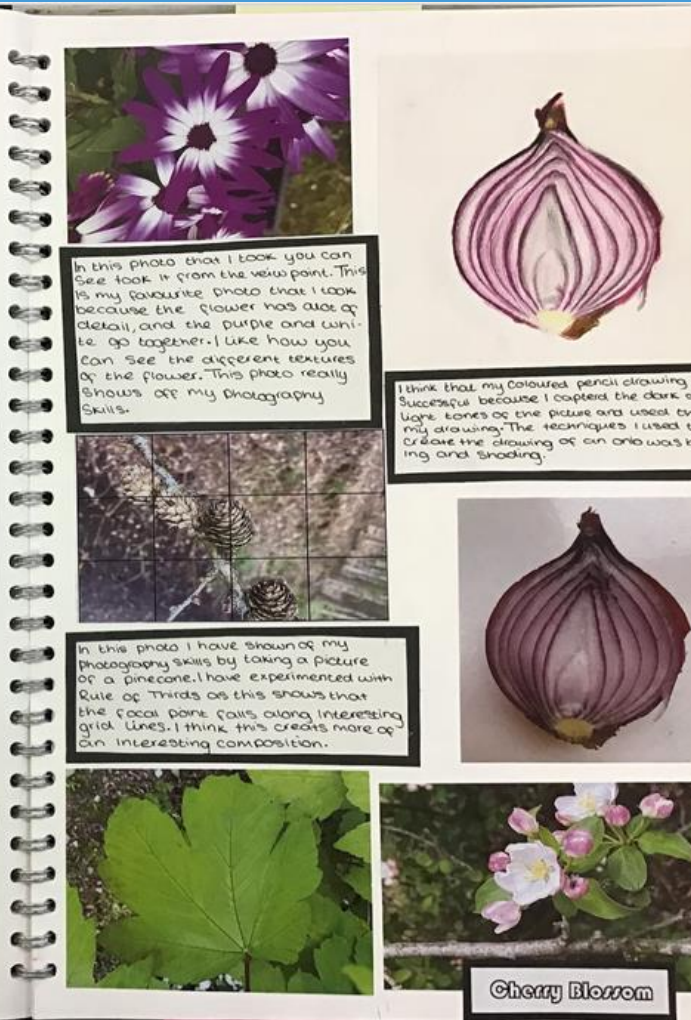 In this photo that I took you can
see took it from the veiw point. This
is my favourite photo that I took
because the flower has alot of
detail, and the purple and whi-
te go together. I like how you
can see the different textures
of the flower. This photo really
shows off my photography
skills.
I think that my coloured pencil drawing
successful because I capterd the dark
light tones of the picture and used
my drawing. The techniques I used
create the drawing of an onio was
ing and shading.
In this photo I have shown of my
photography skills by taking a picture
of a pinecone. I have experimented with
Rule of Thirds as this shows that
the focal point falls along interesting
grid lines. I think this creats more of
an interesting composition.
Cherry Blossom